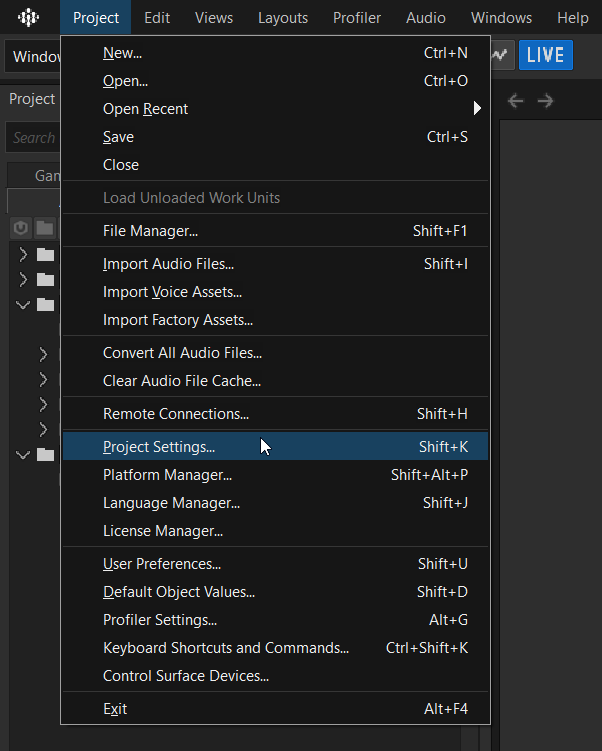 Project Edit Views Layouts Profiler Audio Windows Help
Window
LIVE
Project
Search
New... Ctrl+N
Open... Ctrl+O
Open Recent
Save Ctrl+S
Close
Load Unloaded Work Units
File Manager... Shift+F1
Import Audio Files... Shift+I
Import Voice Assets...
Import Factory Assets...
Convert All Audio Files...
Clear Audio File Cache...
Remote Connections... Shift+H
Project Settings... Shift+K
Platform Manager... Shift+Alt+P
Language Manager... Shift+J
License Manager...
User Preferences... Shift+U
Default Object Values... Shift+D
Profiler Settings... Alt+G
Keyboard Shortcuts and Commands... Ctrl+Shift+K
Control Surface Devices...
Exit Alt+F4